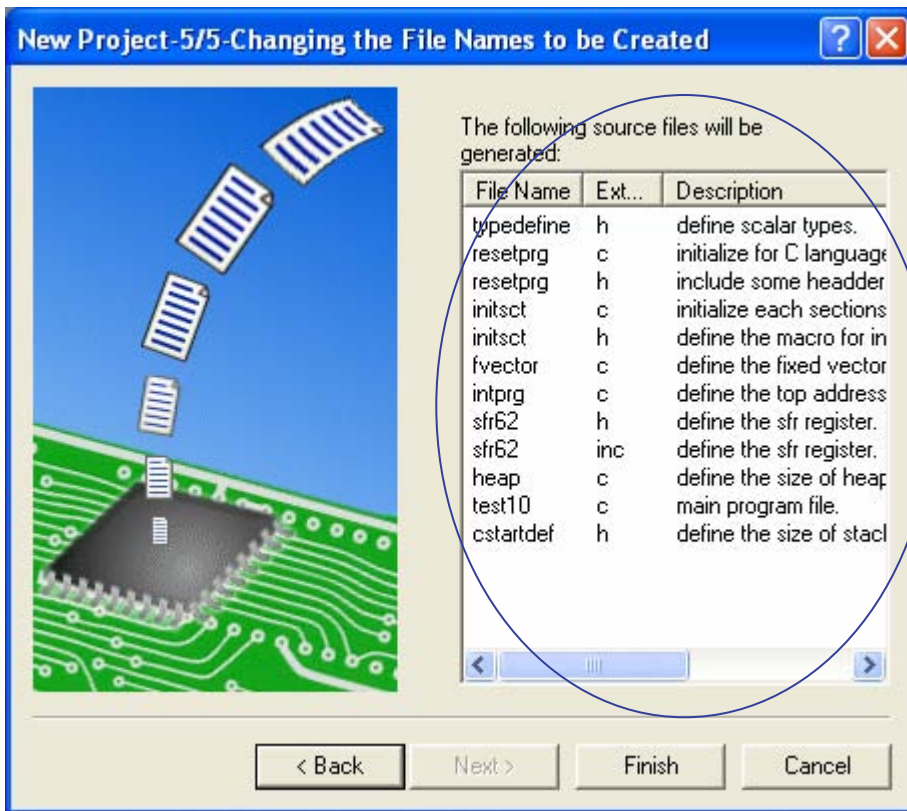 New Project-5/5-Changing the File Names to be Created
The following source files will be
generated:
File Name Ext... Description
typedefine h define scalar types.
resetprg c initialize for C language
resetprg h include some headder
initsct c initialize each sections
initsct h define the macro for in
fvector c define the fixed vector
intprg c define the top address
sfr62 h define the sfr register.
sfr62 inc define the sfr register.
heap c define the size of heap
test10 c main program file.
cstartdef h define the size of stack
< Back Next > Finish Cancel